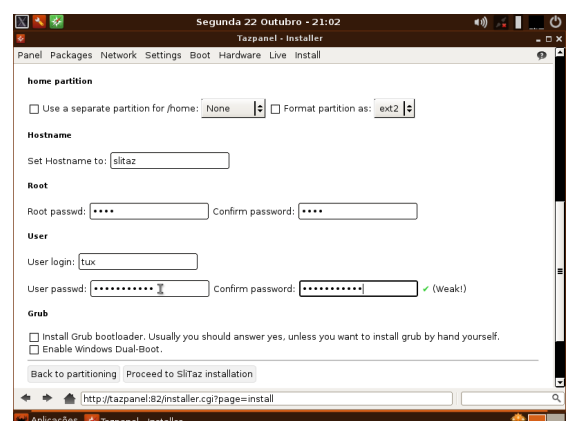 Segunda 22 Outubro - 21:02
Tazpanel - Installer
Panel Packages Network Settings Boot Hardware Live Install
home partition
Use a separate partition for /home: None Format partition as: ext2
Hostname
Set Hostname to: slitaz
Root
Root passwd: •••• Confirm password: ••••
User
User login: tux
User passwd: ••••••••••• Confirm password: •••••••••••• ✔ (Weak!)
Grub
Install Grub bootloader. Usually you should answer yes, unless you want to install grub by hand yourself.
Enable Windows Dual-Boot.
Back to partitioning Proceed to SliTaz installation
http://tazpanel:82/installer.cgi?page=install
Aplicações Tazpanel - Installer